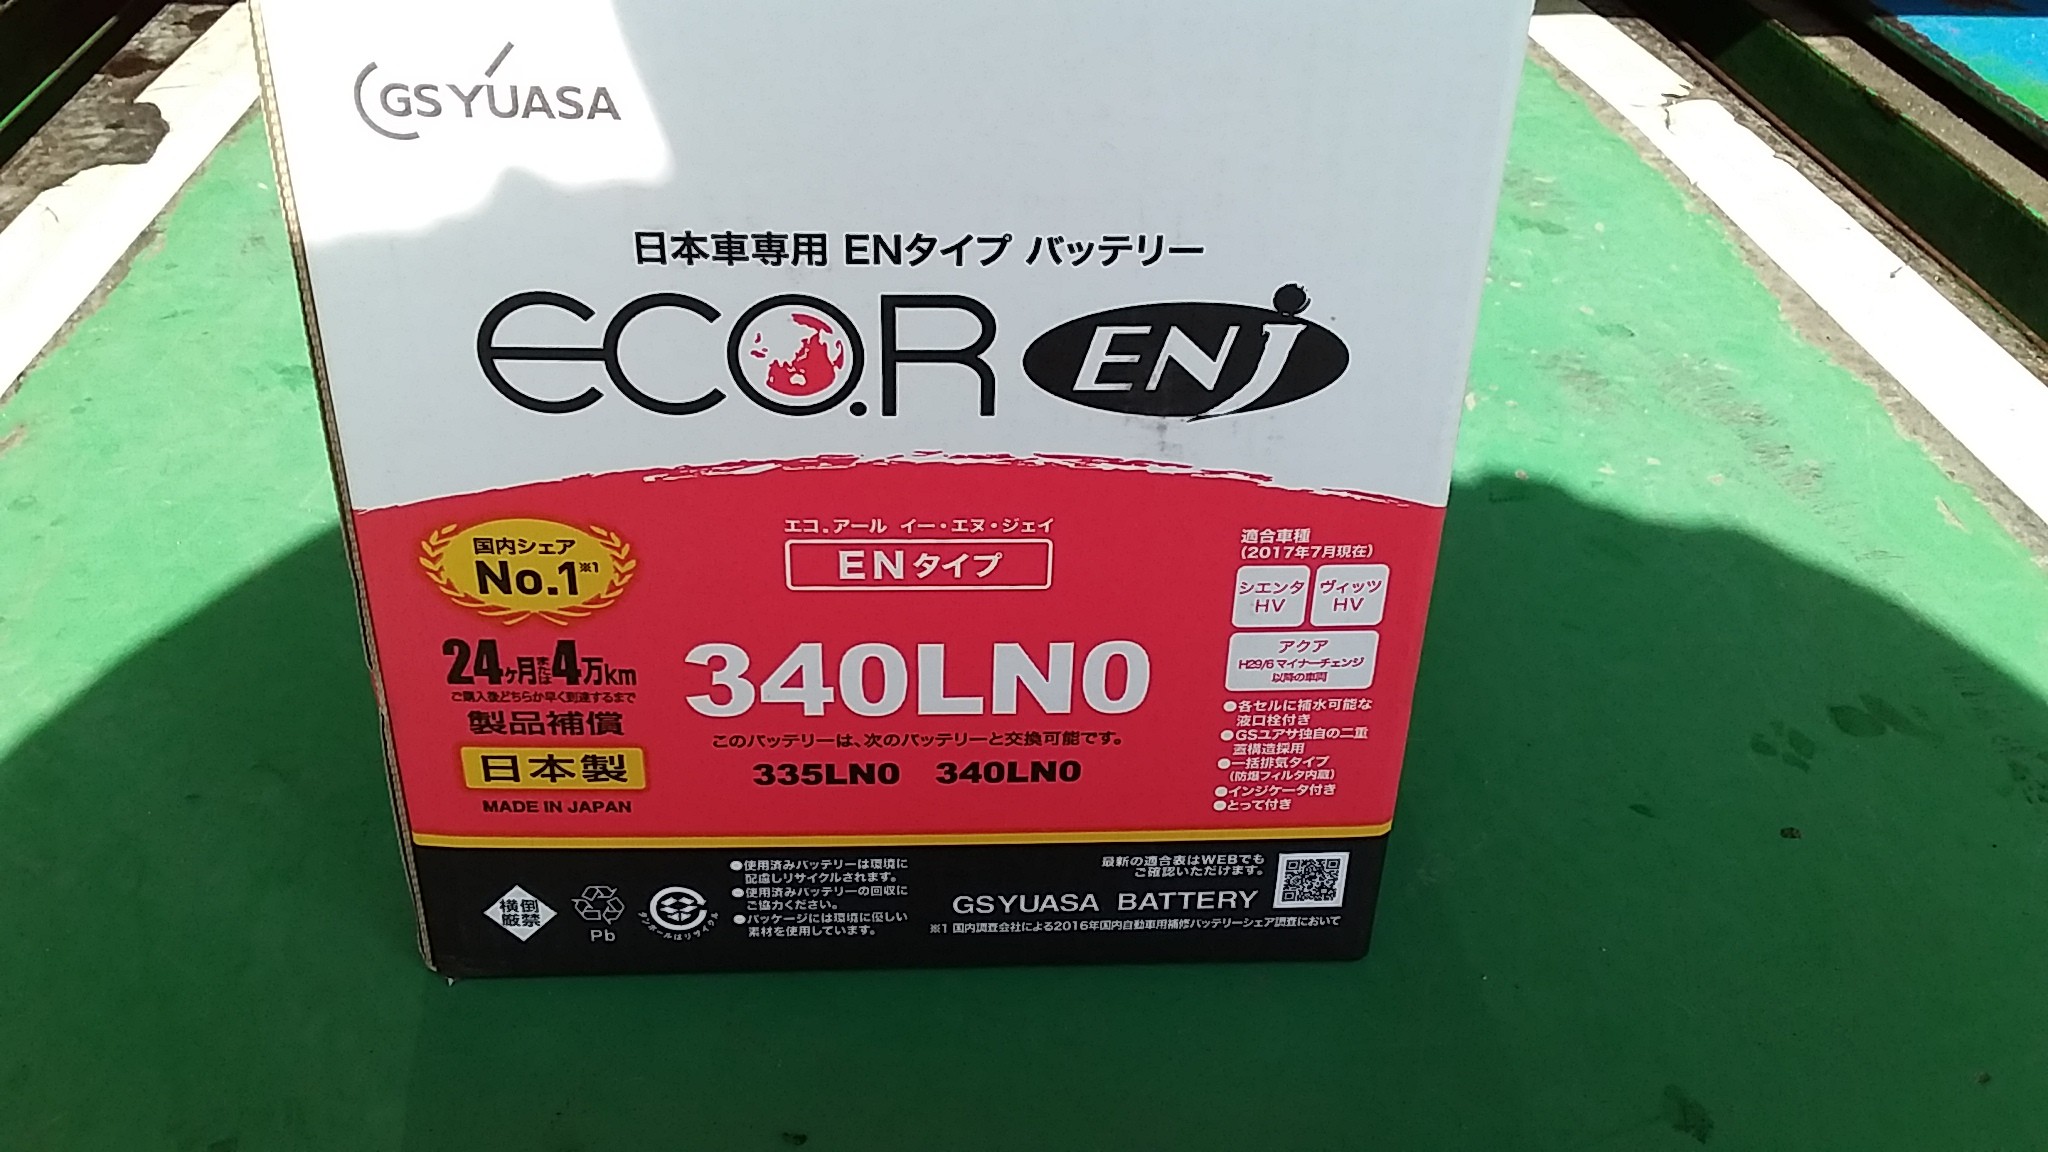 GS YUASA
日本車専用 ENタイプ バッテリー
ECO.R ENJ
国内シェア
No.1※1
24ヶ月または4万km
ご購入後どちらか早く到達するまで
製品補償
日本製
MADE IN JAPAN
エコ.アール イー・エヌ・ジェイ
ENタイプ
340LN0
このバッテリーは、次のバッテリーと交換可能です。
335LN0 340LN0
適合車種
(2017年7月現在)
シエンタ
HV
ヴィッツ
HV
アクア
H29/6 マイナーチェンジ
以降の車両
●各セルに補水可能な
液口栓付き
●GSユアサ独自の二重
蓋構造採用
●一括排気タイプ
(防爆フィルタ内蔵)
●インジケータ付き
●とって付き
横倒
厳禁
Pb
ダンボールはリサイクル
●使用済みバッテリーは環境に
配慮しリサイクルされます。
●使用済みバッテリーの回収に
ご協力ください。
●パッケージには環境に優しい
素材を使用しています。
最新の適合表はWEBでも
ご確認いただけます。
GSYUASA BATTERY
※1 国内調査会社による2016年国内自動車用補修バッテリーシェア調査において